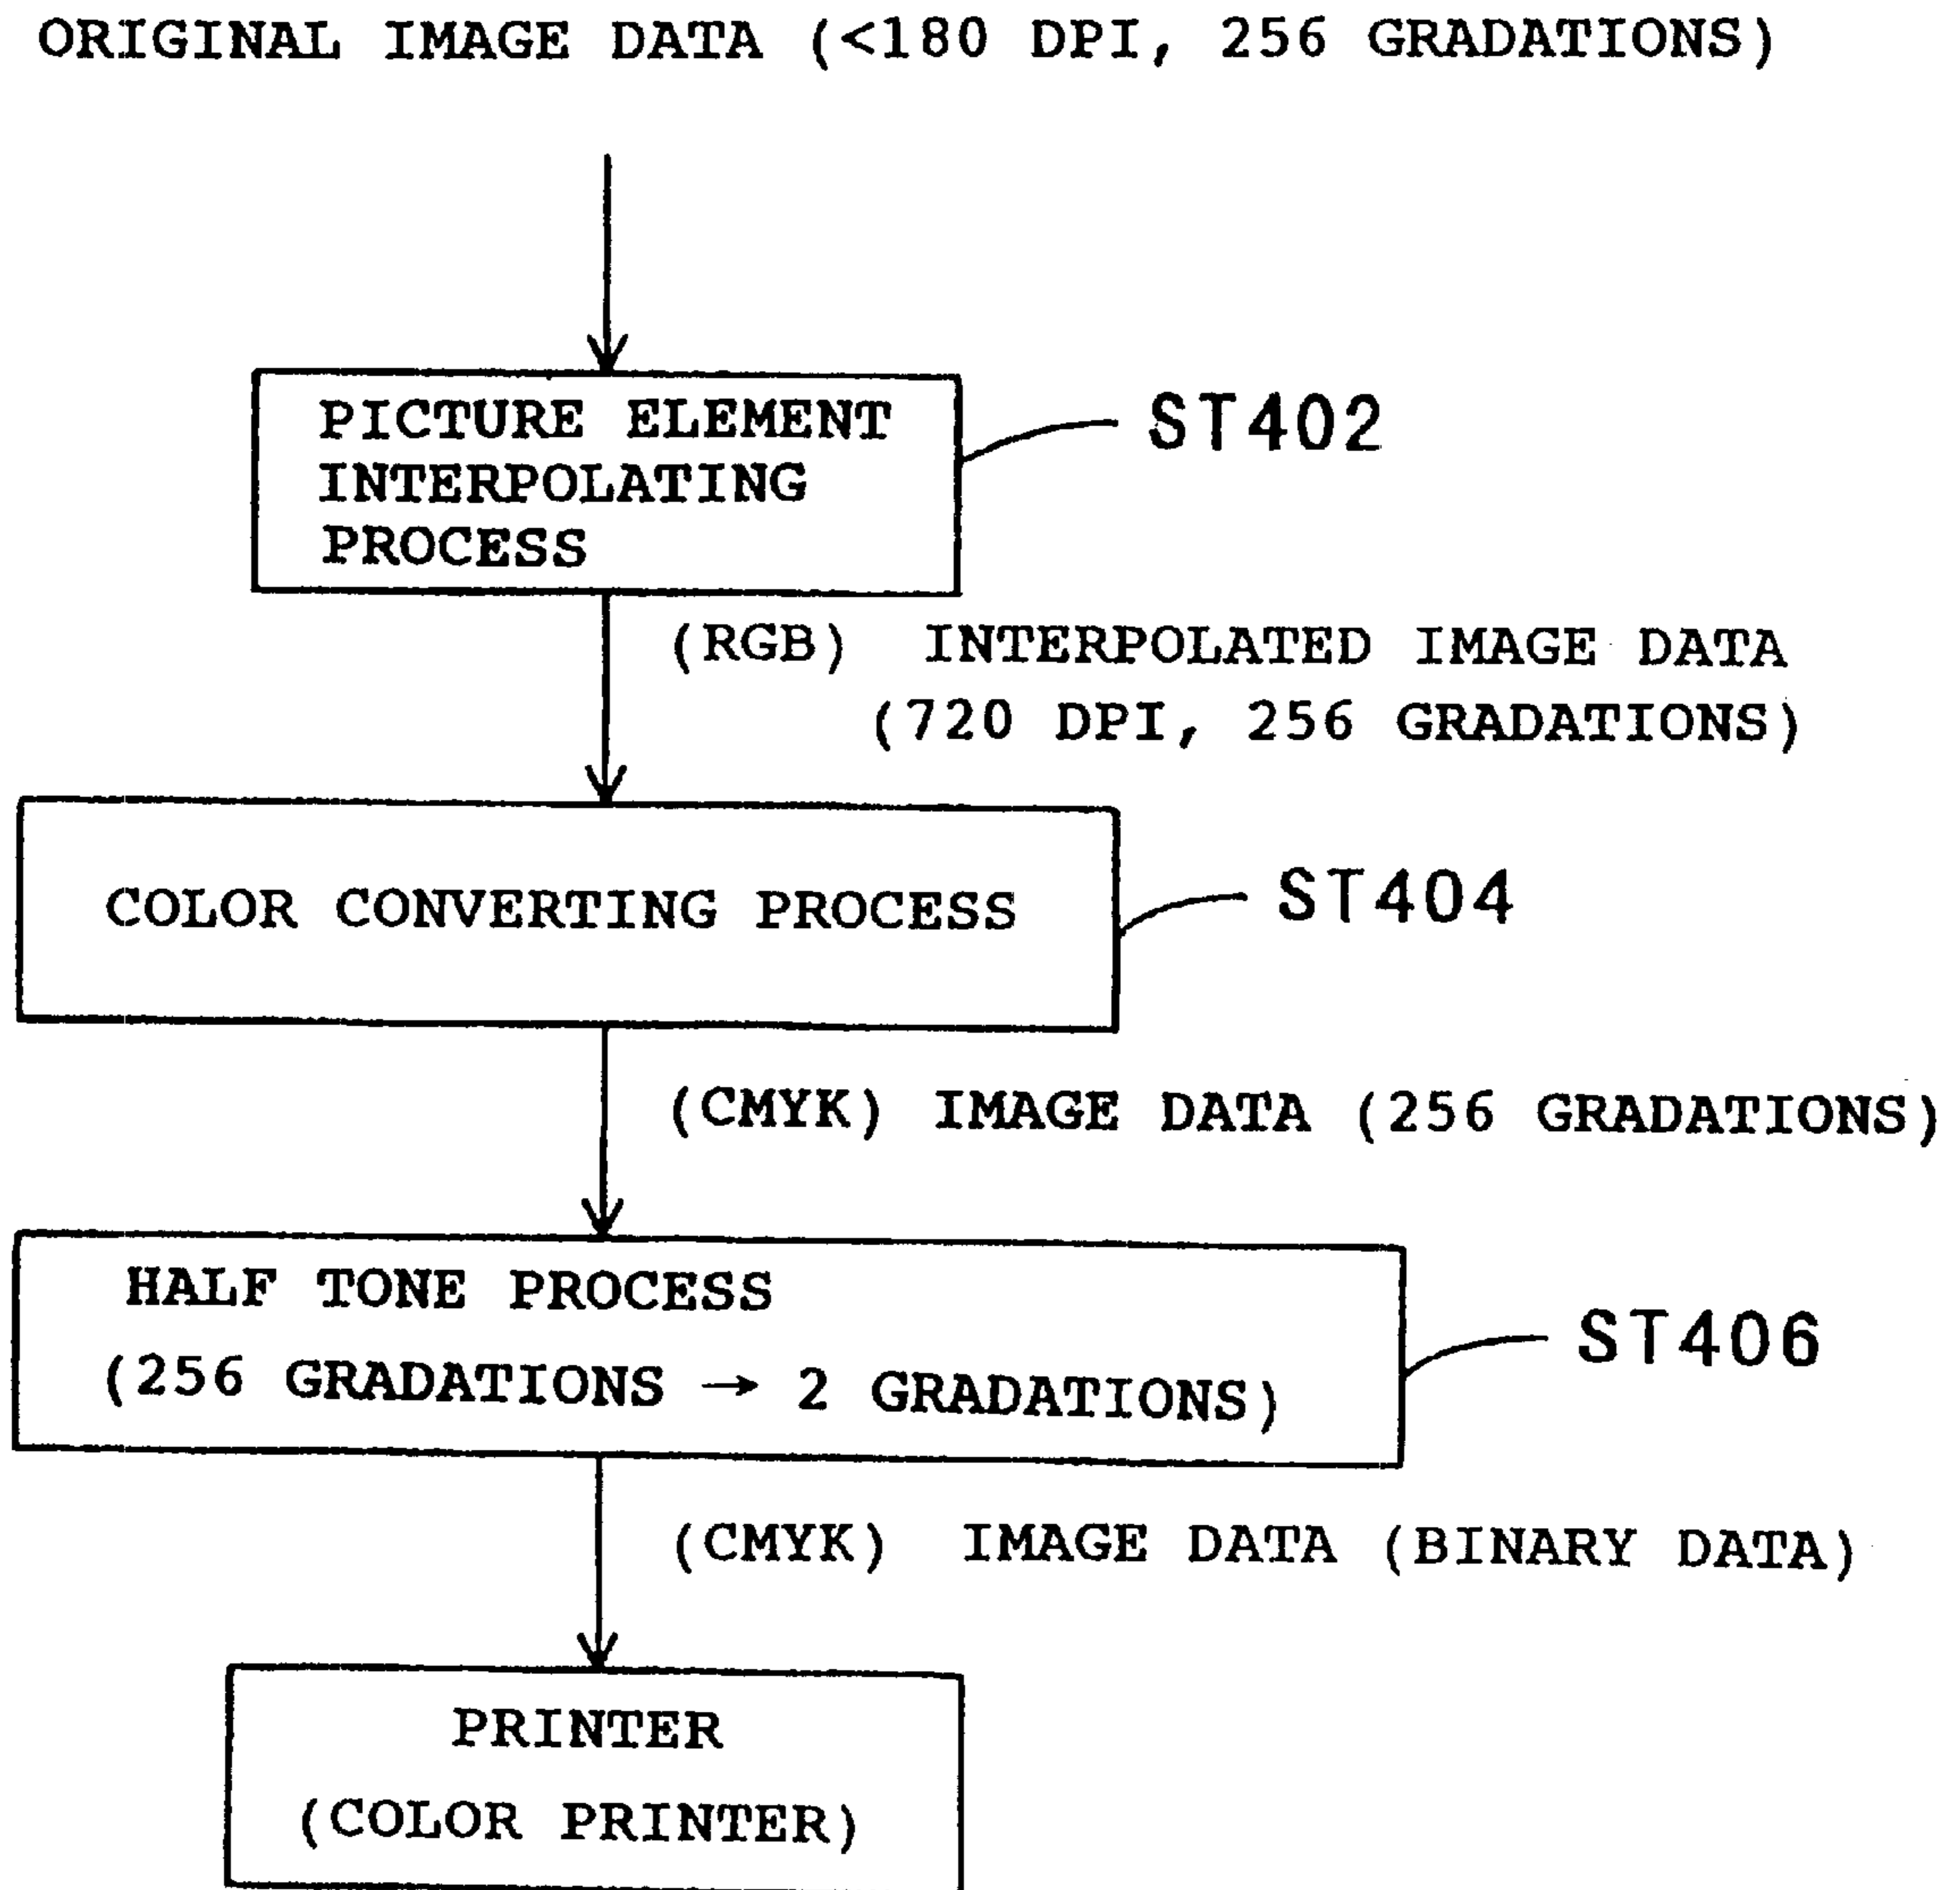 ORIGINAL IMAGE DATA (<180 DPI, 256 GRADATIONS)
PICTURE ELEMENT
INTERPOLATING
PROCESS
ST402
(RGB) INTERPOLATED IMAGE DATA
(720 DPI, 256 GRADATIONS)
COLOR CONVERTING PROCESS
ST404
(CMYK) IMAGE DATA (256 GRADATIONS)
HALF TONE PROCESS
(256 GRADATIONS → 2 GRADATIONS)
ST406
(CMYK) IMAGE DATA (BINARY DATA)
PRINTER
(COLOR PRINTER)